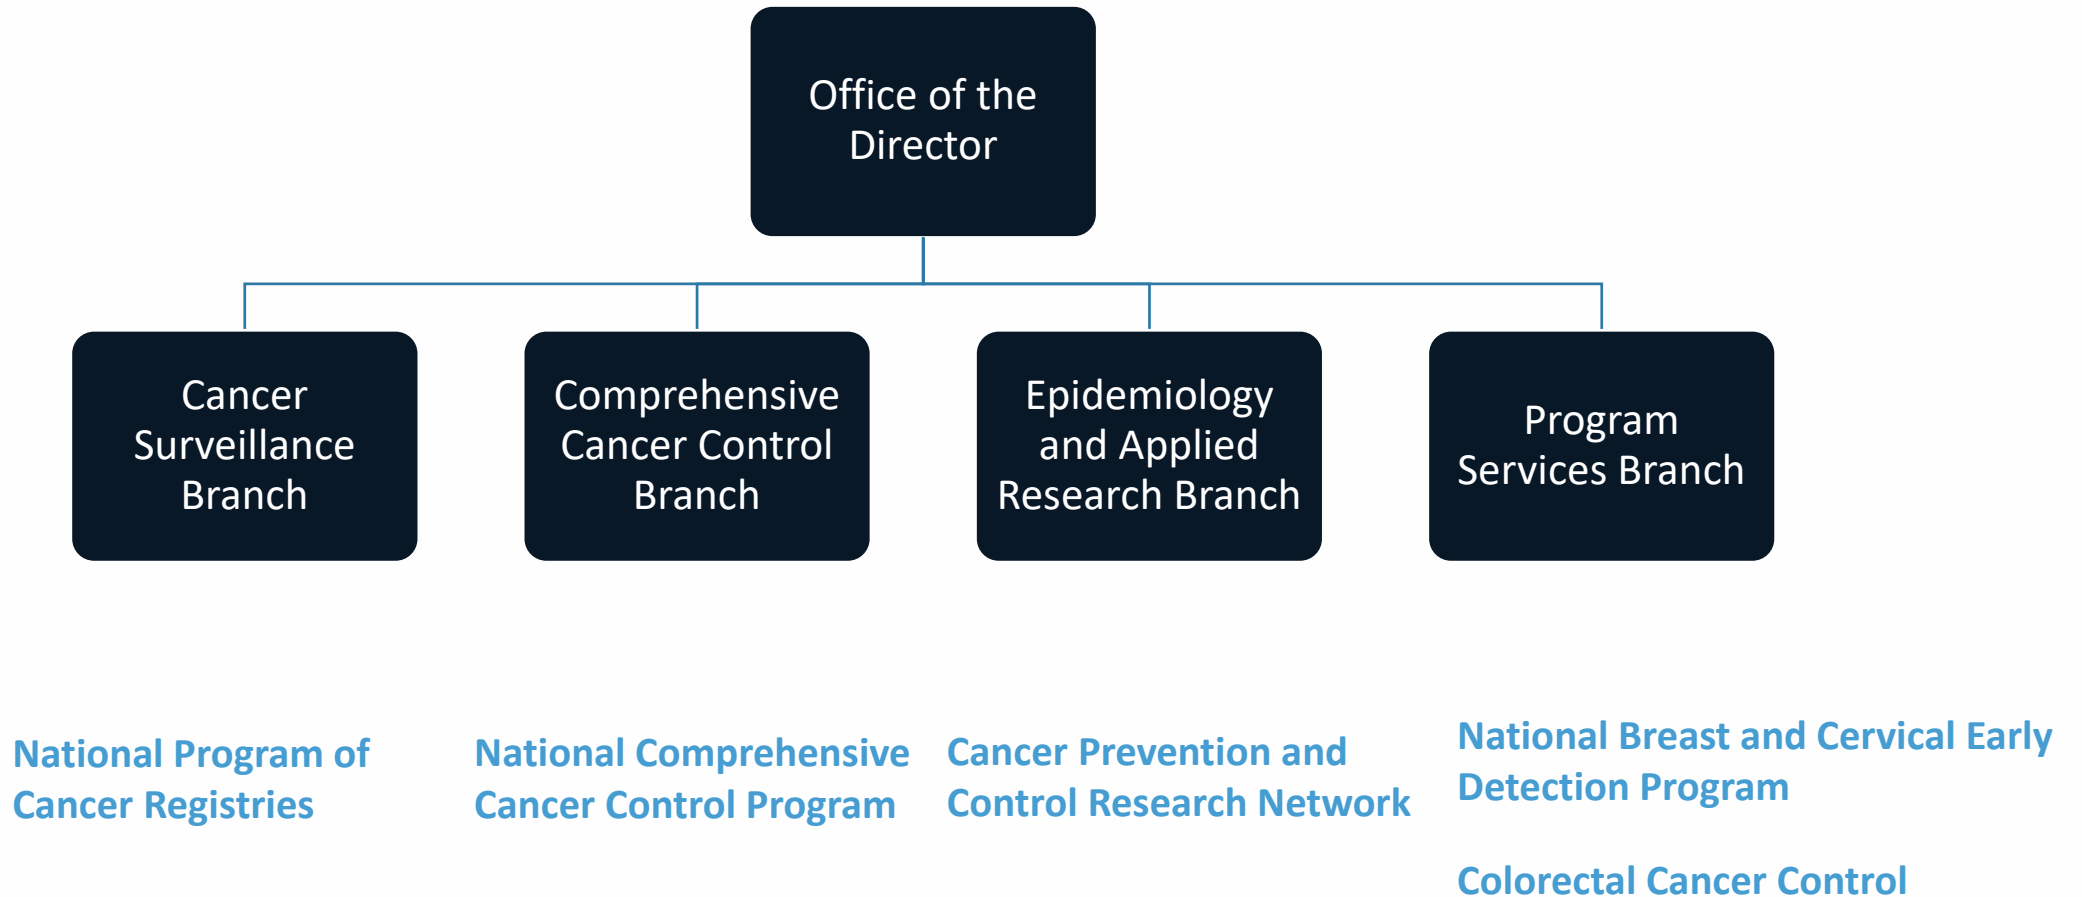 Office of the
Director
Cancer
Surveillance
Branch
Comprehensive
Cancer Control
Branch
Epidemiology
and Applied
Research Branch
Program
Services Branch
National Program of
Cancer Registries
National Comprehensive
Cancer Control Program
Cancer Prevention and
Control Research Network
National Breast and Cervical Early
Detection Program
Colorectal Cancer Control